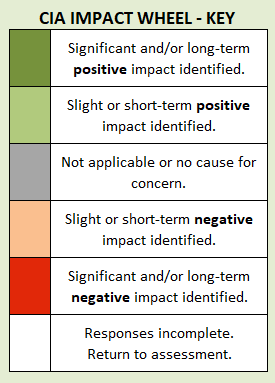 CIA IMPACT WHEEL - KEY
Significant and/or long-term
positive impact identified.
Slight or short-term positive
impact identified.
Not applicable or no cause for
concern.
Slight or short-term negative
impact identified.
Significant and/or long-term
negative impact identified.
Responses incomplete.
Return to assessment.